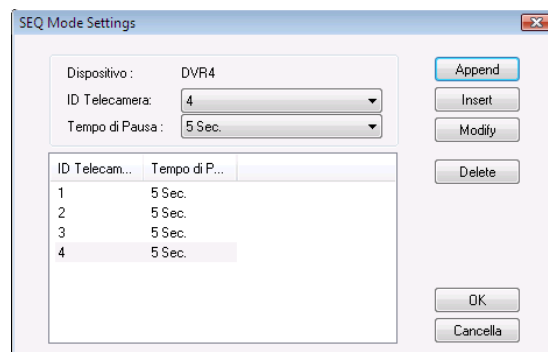 SEQ Mode Settings
Dispositivo : DVR4
ID Telecamera: 4
Tempo di Pausa : 5 Sec.
Append
Insert
Modify
Delete
ID Telecam... Tempo di P...
1 5 Sec.
2 5 Sec.
3 5 Sec.
4 5 Sec.
OK
Cancella